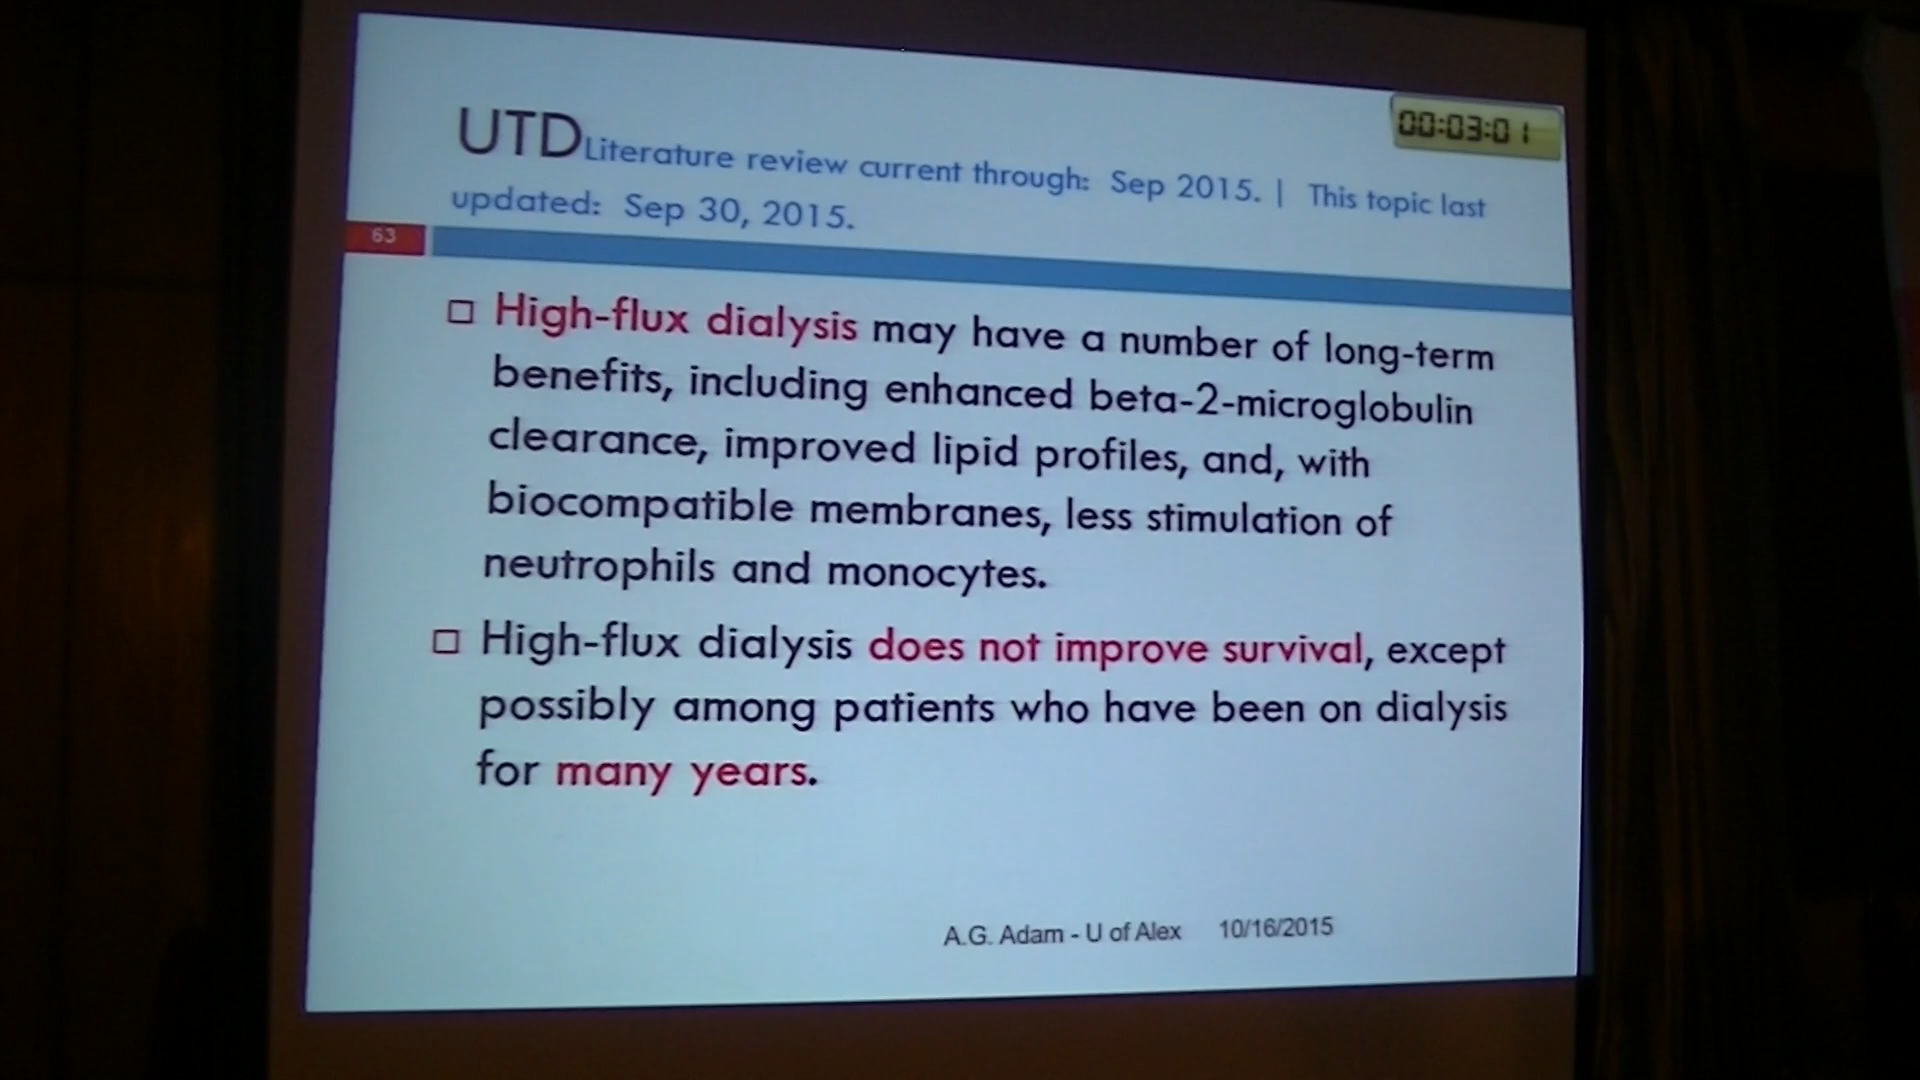 00:03:01
UTD Literature review current through: Sep 2015. | This topic last
updated: Sep 30, 2015.
63
□ High-flux dialysis may have a number of long-term
benefits, including enhanced beta-2-microglobulin
clearance, improved lipid profiles, and, with
biocompatible membranes, less stimulation of
neutrophils and monocytes.
□ High-flux dialysis does not improve survival, except
possibly among patients who have been on dialysis
for many years.
A.G. Adam - U of Alex 10/16/2015